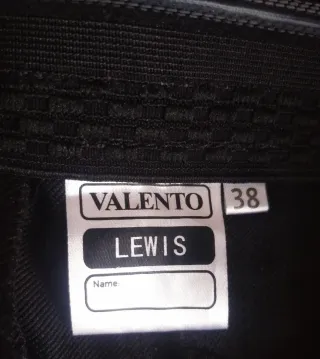 VALENTO
38
LEWIS
Name